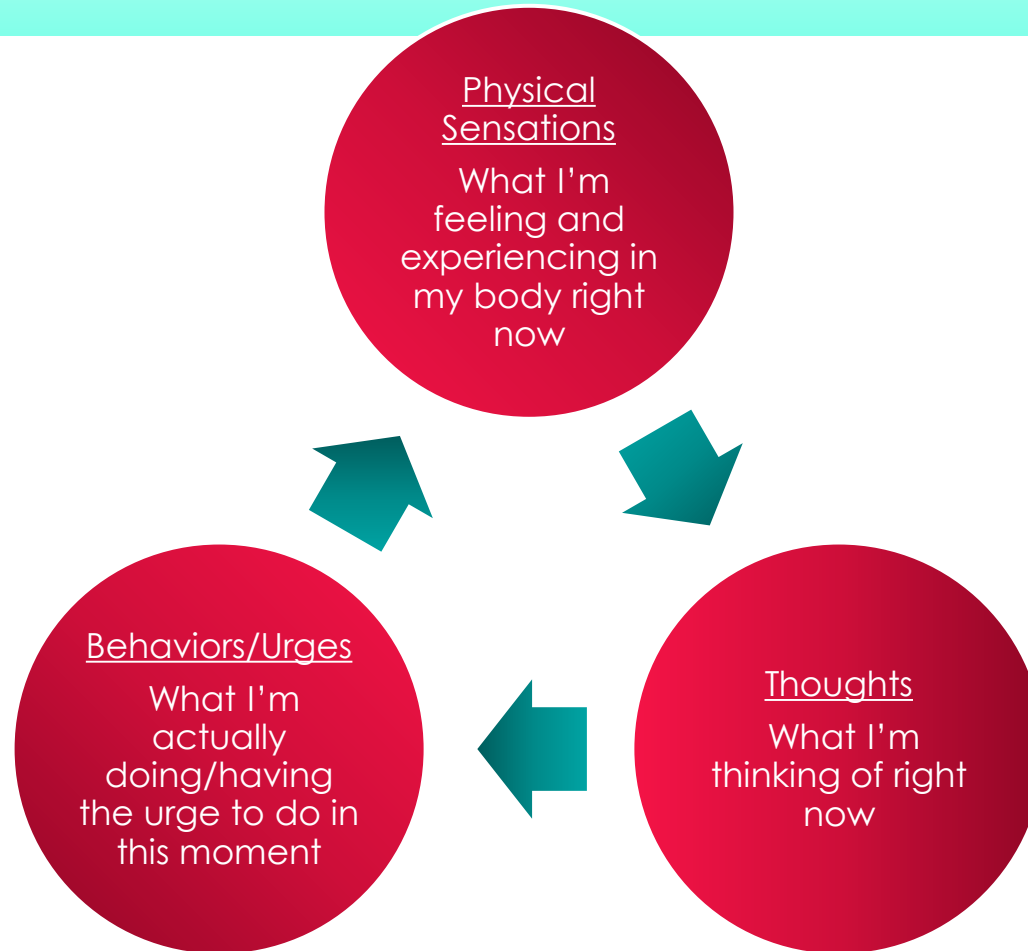 Physical
Sensations
What I’m
feeling and
experiencing in
my body right
now
Behaviors/Urges
What I’m
actually
doing/having
the urge to do in
this moment
Thoughts
What I’m
thinking of right
now